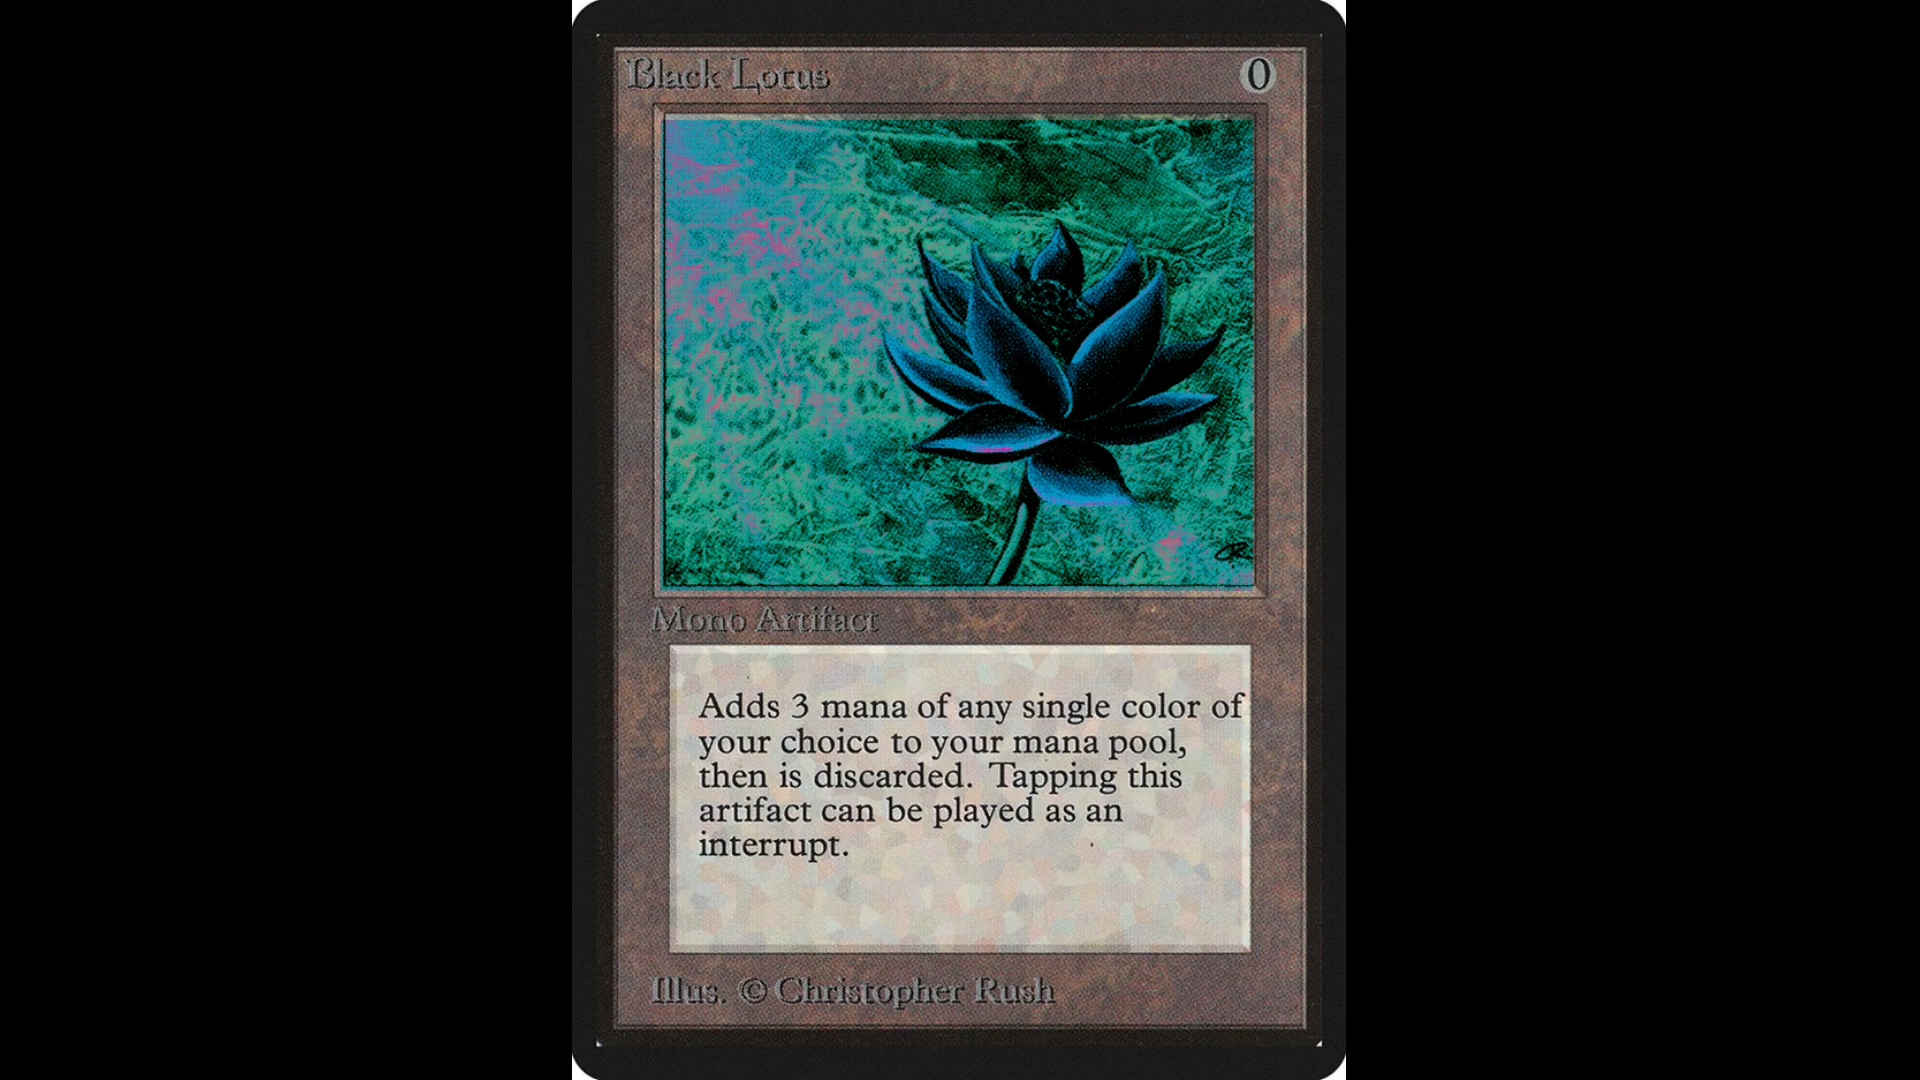 Black Lotus 0
Mono Artifact
Adds 3 mana of any single color of
your choice to your mana pool,
then is discarded. Tapping this
artifact can be played as an
interrupt.
Illus. © Christopher Rush